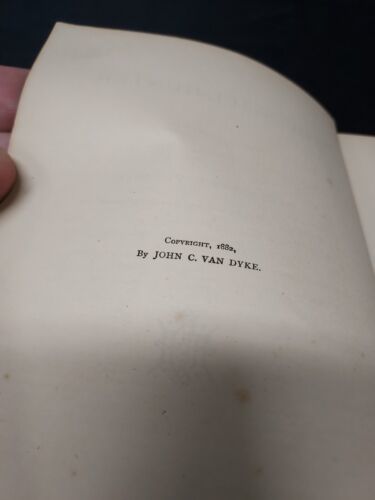 COPYRIGHT, 1882,
By JOHN C. VAN DYKE.